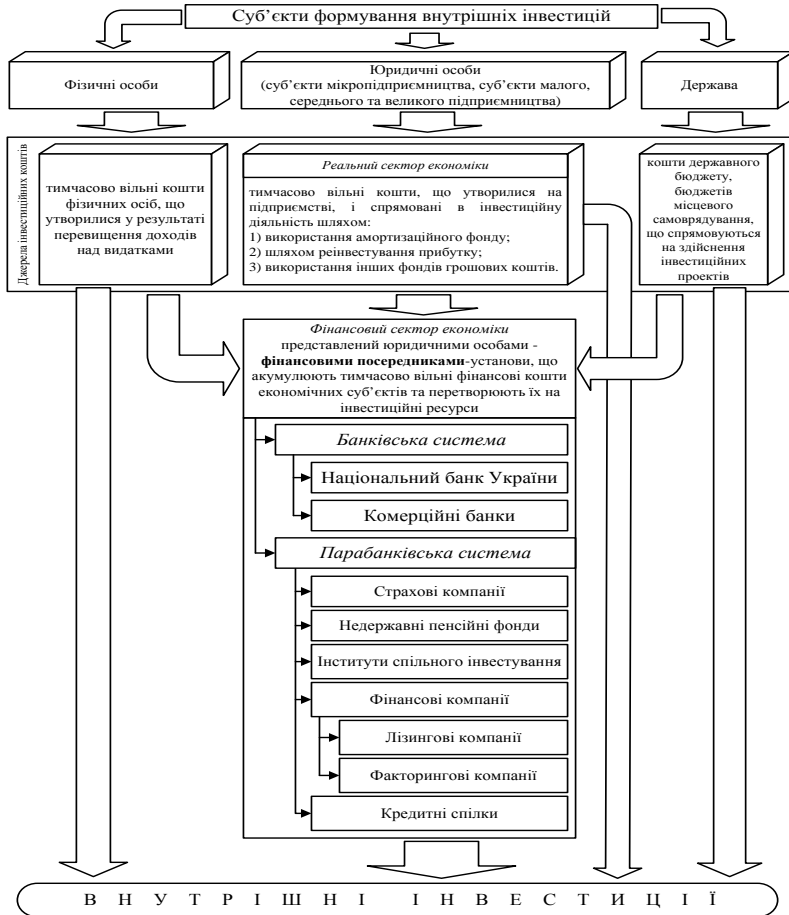 Суб’єкти формування внутрішніх інвестицій
Фізичні особи
Юридичні особи
(суб’єкти мікропідприємництва, суб’єкти малого,
середнього та великого підприємництва)
Держава
Джерела інвестиційних коштів
тимчасово вільні кошти
фізичних осіб, що
утворилися у результаті
перевищення доходів
над видатками
Реальний сектор економіки
тимчасово вільні кошти, що утворилися на
підприємстві, і спрямовані в інвестиційну
діяльність шляхом:
1) використання амортизаційного фонду;
2) шляхом реінвестування прибутку;
3) використання інших фондів грошових коштів.
кошти державного
бюджету,
бюджетів
місцевого
самоврядування,
що спрямовуються
на здійснення
інвестиційних
проектів
Фінансовий сектор економіки
представлений юридичними особами -
фінансовими посередниками-установи, що
акумулюють тимчасово вільні фінансові кошти
економічних суб’єктів та перетворюють їх на
інвестиційні ресурси
Банківська система
Національний банк України
Комерційні банки
Парабанківська система
Страхові компанії
Недержавні пенсійні фонди
Інститути спільного інвестування
Фінансові компанії
Лізингові компанії
Факторингові компанії
Кредитні спілки
В Н У Т Р І Ш Н І І Н В Е С Т И Ц І Ї